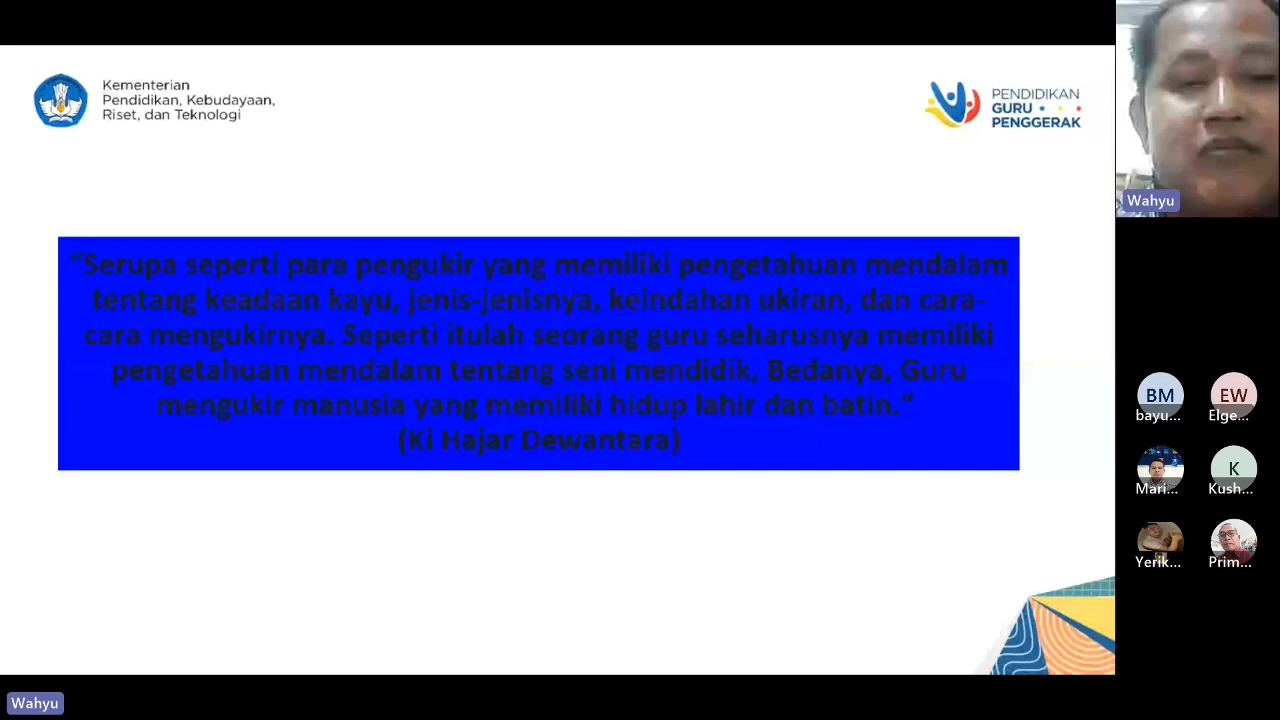 Kementerian
Pendidikan, Kebudayaan,
Riset, dan Teknologi
PENDIDIKAN
GURU
PENGGERAK
“Serupa seperti para pengukir yang memiliki pengetahuan mendalam
tentang keadaan kayu, jenis-jenisnya, keindahan ukiran, dan cara-
cara mengukirnya. Seperti itulah seorang guru seharusnya memiliki
pengetahuan mendalam tentang seni mendidik, Bedanya, Guru
mengukir manusia yang memiliki hidup lahir dan batin.”
(Ki Hajar Dewantara)
Wahyu
BM
bayu...
EW
Elge...
Mari...
K
Kush...
Yerik...
Prim...
Wahyu